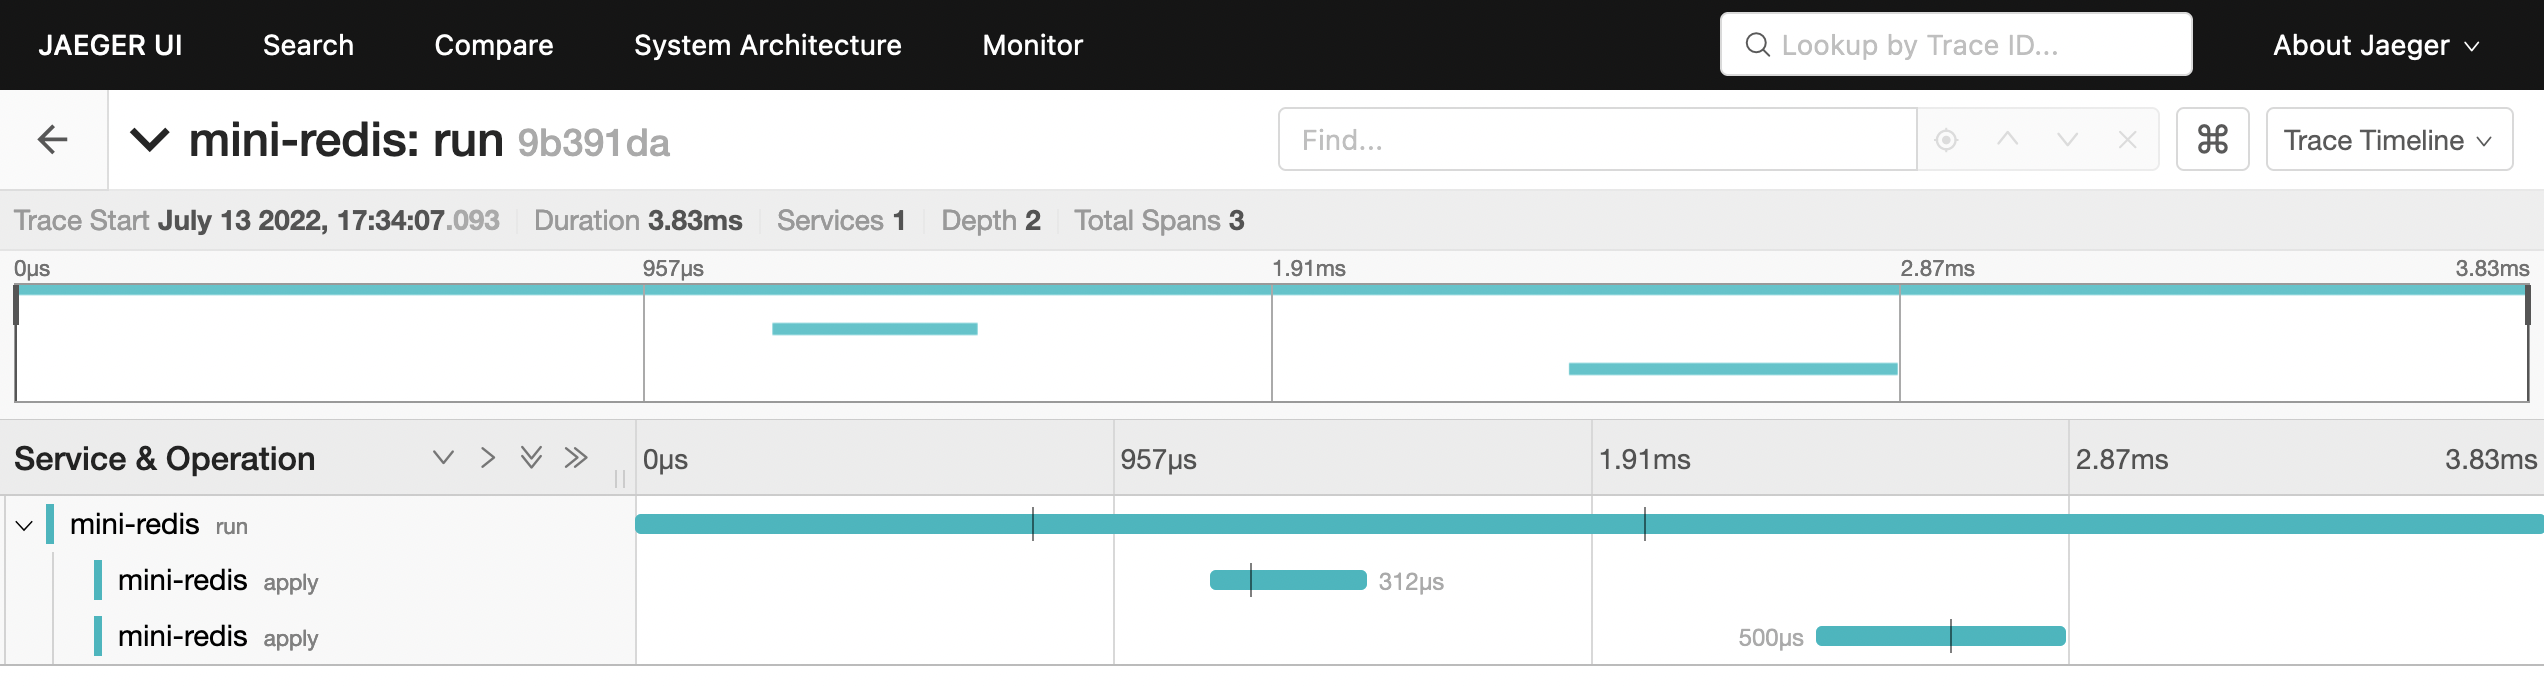 JAEGER UI Search Compare System Architecture Monitor Lookup by Trace ID... About Jaeger
mini-redis: run 9b391da Find... ⌘ Trace Timeline
Trace Start July 13 2022, 17:34:07.093 Duration 3.83ms Services 1 Depth 2 Total Spans 3
0μs 957μs 1.91ms 2.87ms 3.83ms
Service & Operation 0μs 957μs 1.91ms 2.87ms 3.83ms
mini-redis run
mini-redis apply 312μs
mini-redis apply 500μs